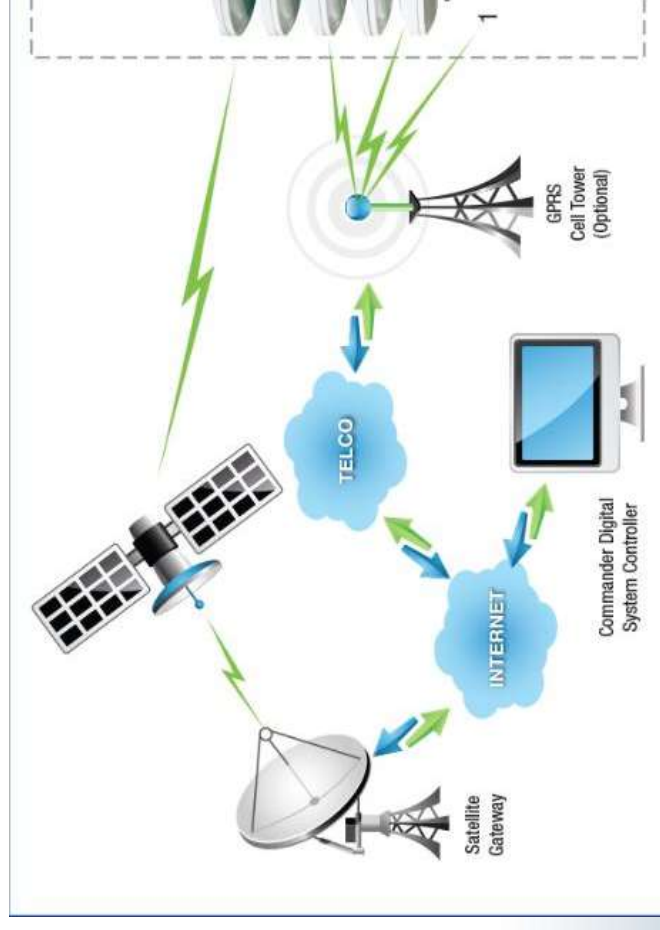 1
GPRS
Cell Tower
(Optional)
TELCO
Commander Digital
System Controller
INTERNET
Satellite
Gateway